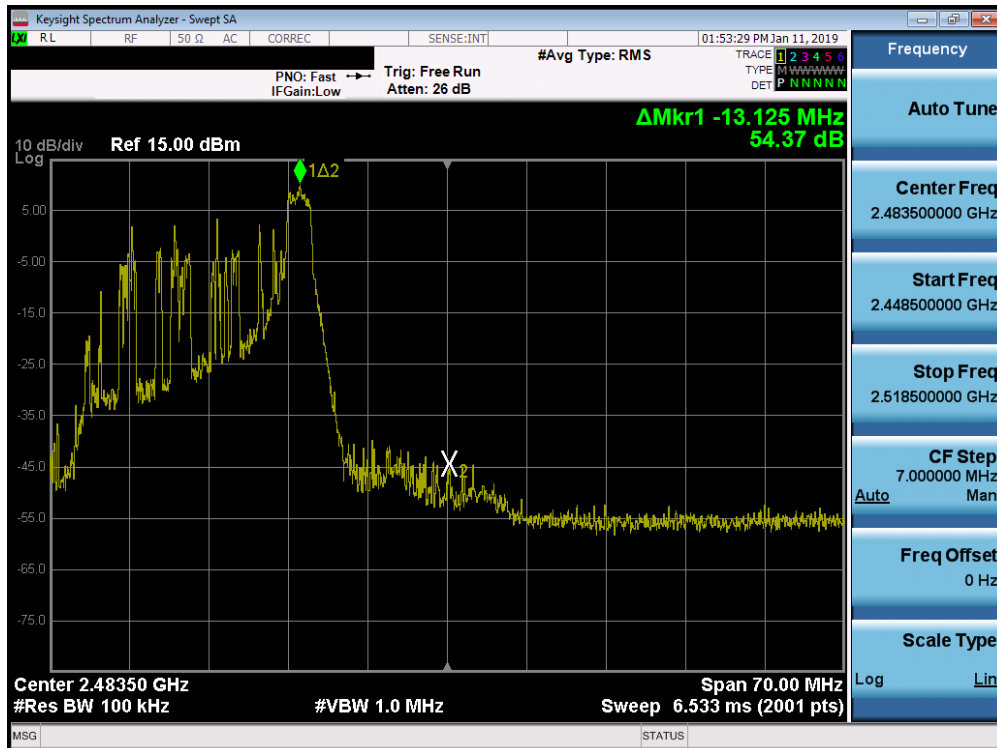 Keysight Spectrum Analyzer - Swept SA
LXI RL RF 50 Ω AC CORREC SENSE:INT 01:53:29 PM Jan 11, 2019
#Avg Type: RMS
TRACE 1 2 3 4 5 6
PNO: Fast Trig: Free Run TYPE M WWWWW
IFGain:Low Atten: 26 dB DET P N N N N N
ΔMkr1 -13.125 MHz
54.37 dB
10 dB/div Ref 15.00 dBm
Log
1Δ2
5.00
-5.00
-15.0
-25.0
-35.0
-45.0
2
-55.0
-65.0
-75.0
Center 2.48350 GHz Span 70.00 MHz
#Res BW 100 kHz #VBW 1.0 MHz Sweep 6.533 ms (2001 pts)
MSG STATUS
Frequency
Auto Tune
Center Freq
2.483500000 GHz
Start Freq
2.448500000 GHz
Stop Freq
2.518500000 GHz
CF Step
7.000000 MHz
Auto Man
Freq Offset
0 Hz
Scale Type
Log Lin